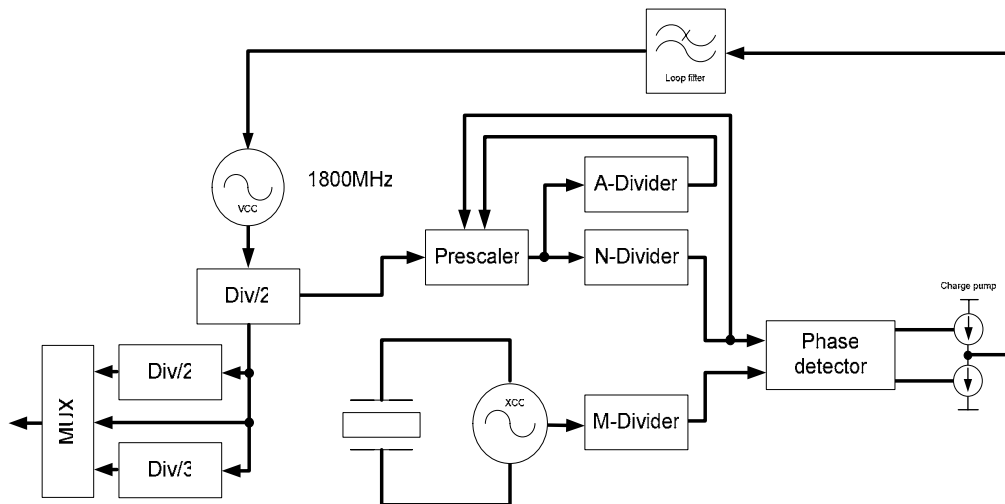 Loop filter
1800MHz
VCC
A-Divider
Prescaler
N-Divider
Div/2
Charge pump
Phase
detector
Div/2
MUX
XCC
M-Divider
Div/3